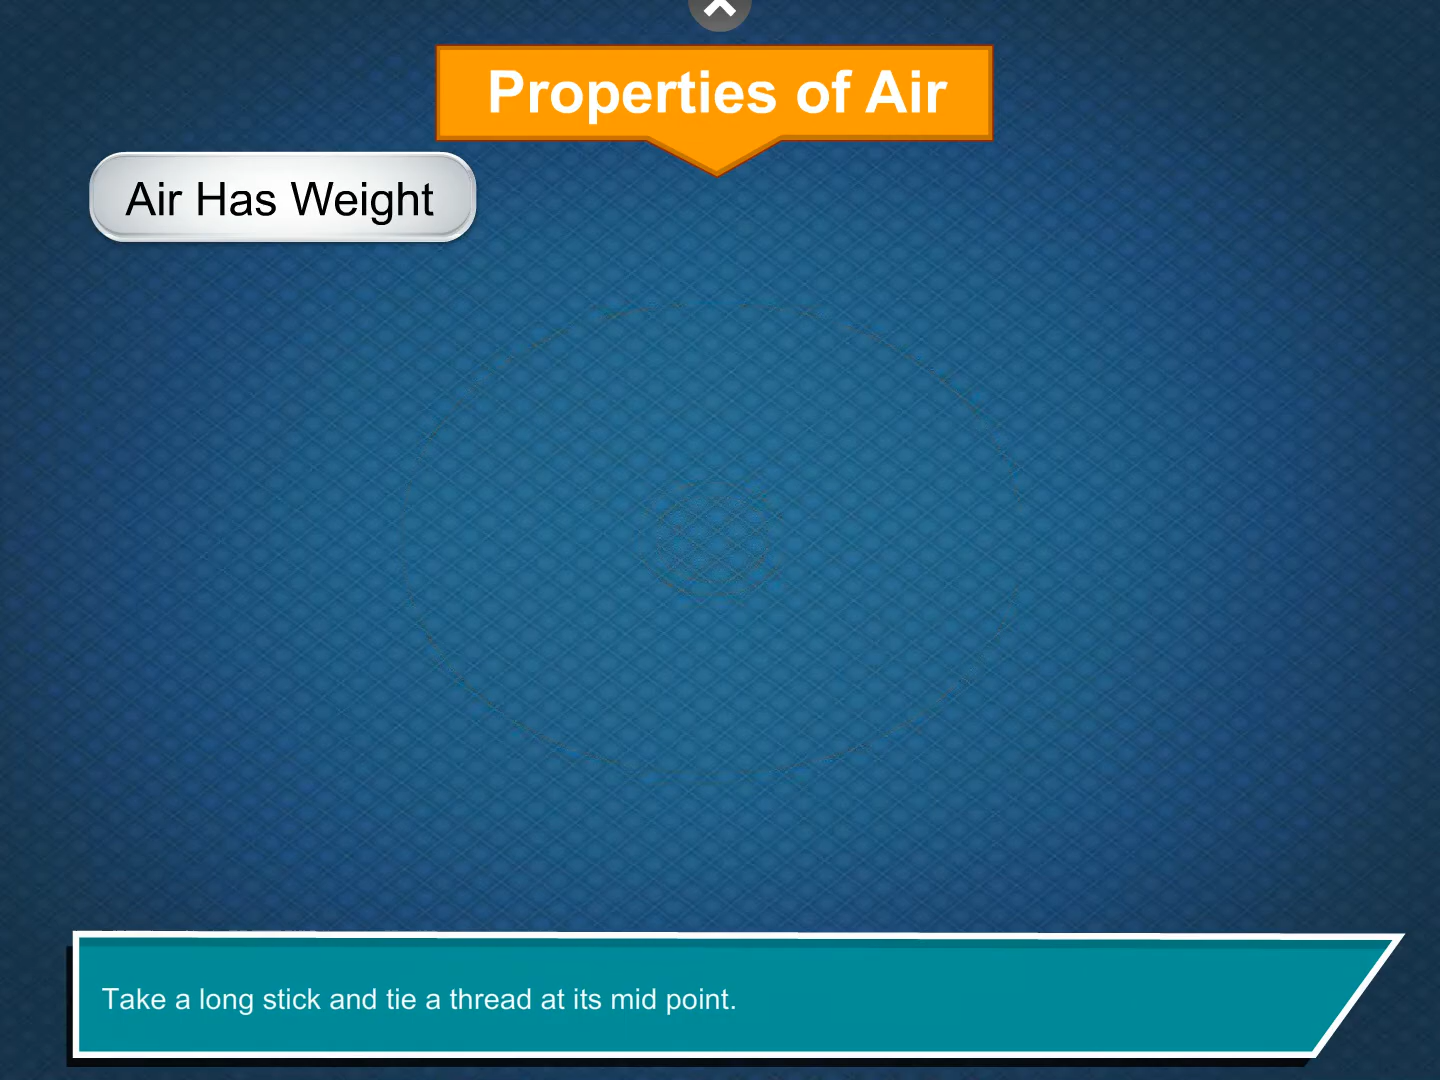 Properties of Air
Air Has Weight
Take a long stick and tie a thread at its mid point.